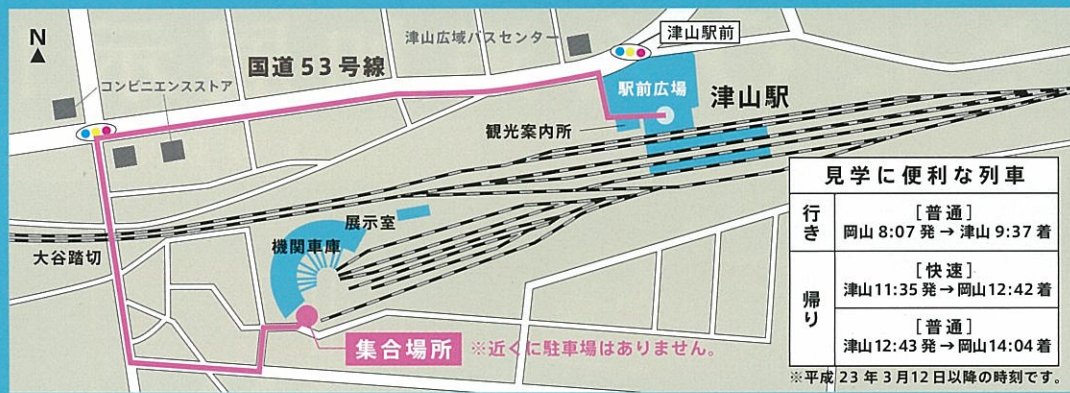 N
津山広域バスセンター
津山駅前
国道53号線
コンビニエンスストア
駅前広場
津山駅
観光案内所
展示室
機関車庫
大谷踏切
集合場所
※近くに駐車場はありません。
見学に便利な列車
行き
[普通]
岡山 8:07 発 → 津山 9:37 着
帰り
[快速]
津山11:35 発→岡山12:42 着
[普通]
津山12:43 発→岡山14:04 着
※平成 23 年 3 月12日以降の時刻です。